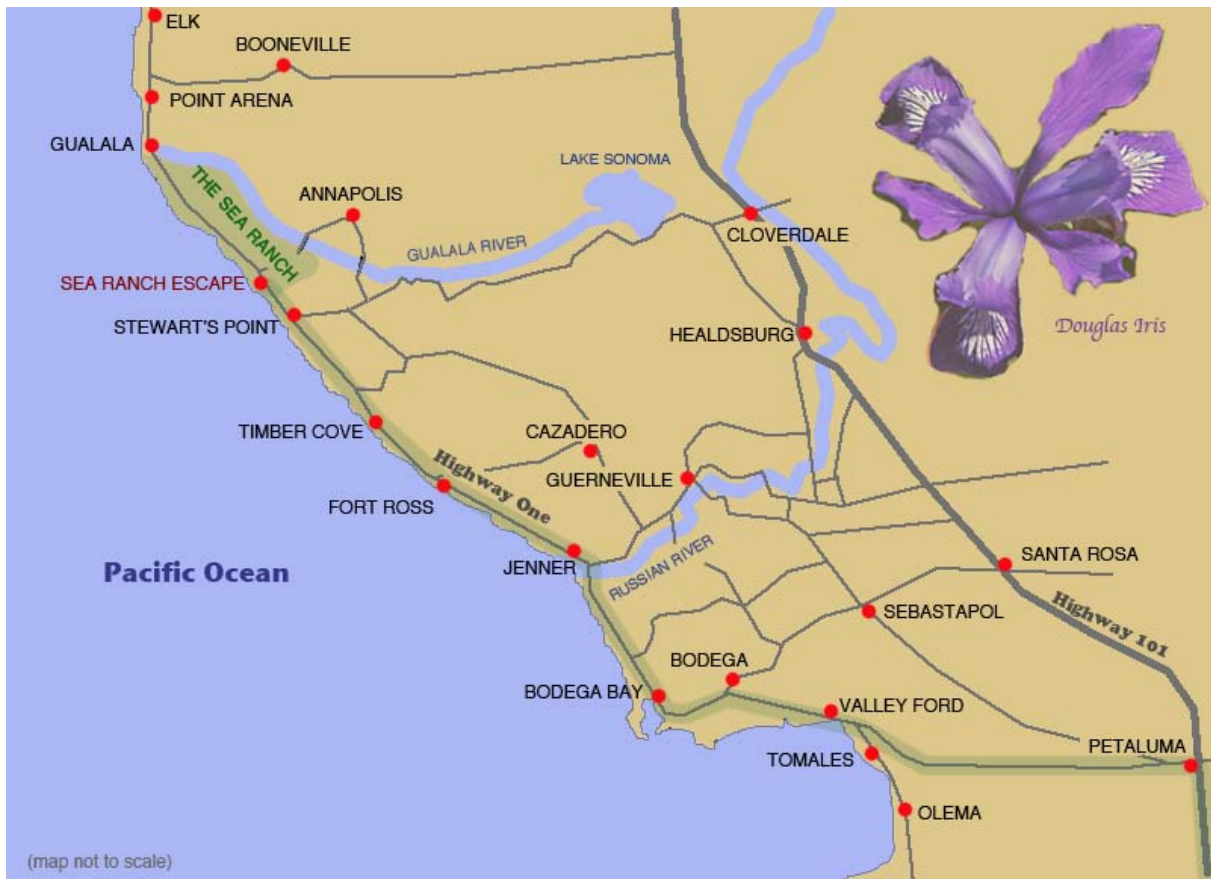 ELK
BOONEVILLE
POINT ARENA
GUALALA
LAKE SONOMA
THE SEA RANCH
ANNAPOLIS
GUALALA RIVER
CLOVERDALE
SEA RANCH ESCAPE
STEWART'S POINT
HEALDSBURG
Douglas Iris
TIMBER COVE
CAZADERO
Highway One
GUERNEVILLE
FORT ROSS
JENNER
RUSSIAN RIVER
SANTA ROSA
Pacific Ocean
Highway 101
SEBASTAPOL
BODEGA
BODEGA BAY
VALLEY FORD
TOMALES
PETALUMA
OLEMA
(map not to scale)